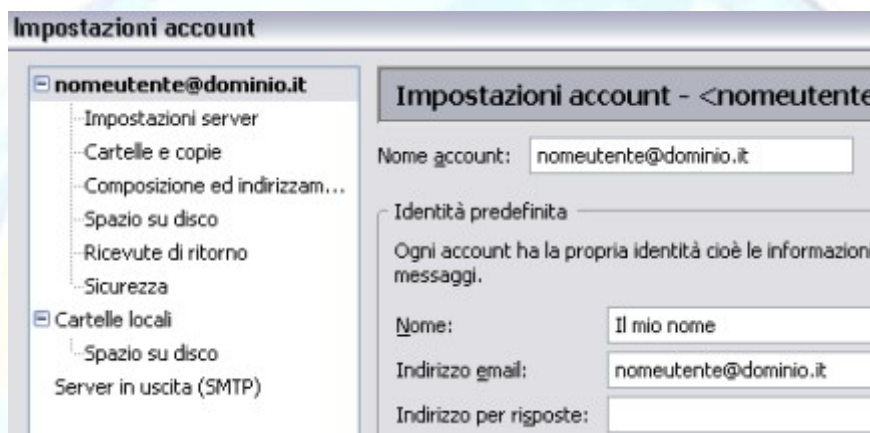 Impostazioni account
nomeutente@dominio.it
Impostazioni server
Cartelle e copie
Composizione ed indirizzam...
Spazio su disco
Ricevute di ritorno
Sicurezza
Cartelle locali
Spazio su disco
Server in uscita (SMTP)
Impostazioni account - <nomeutente
Nome account: nomeutente@dominio.it
Identità predefinita
Ogni account ha la propria identità cioè le informazion
messaggi.
Nome: Il mio nome
Indirizzo email: nomeutente@dominio.it
Indirizzo per risposte: